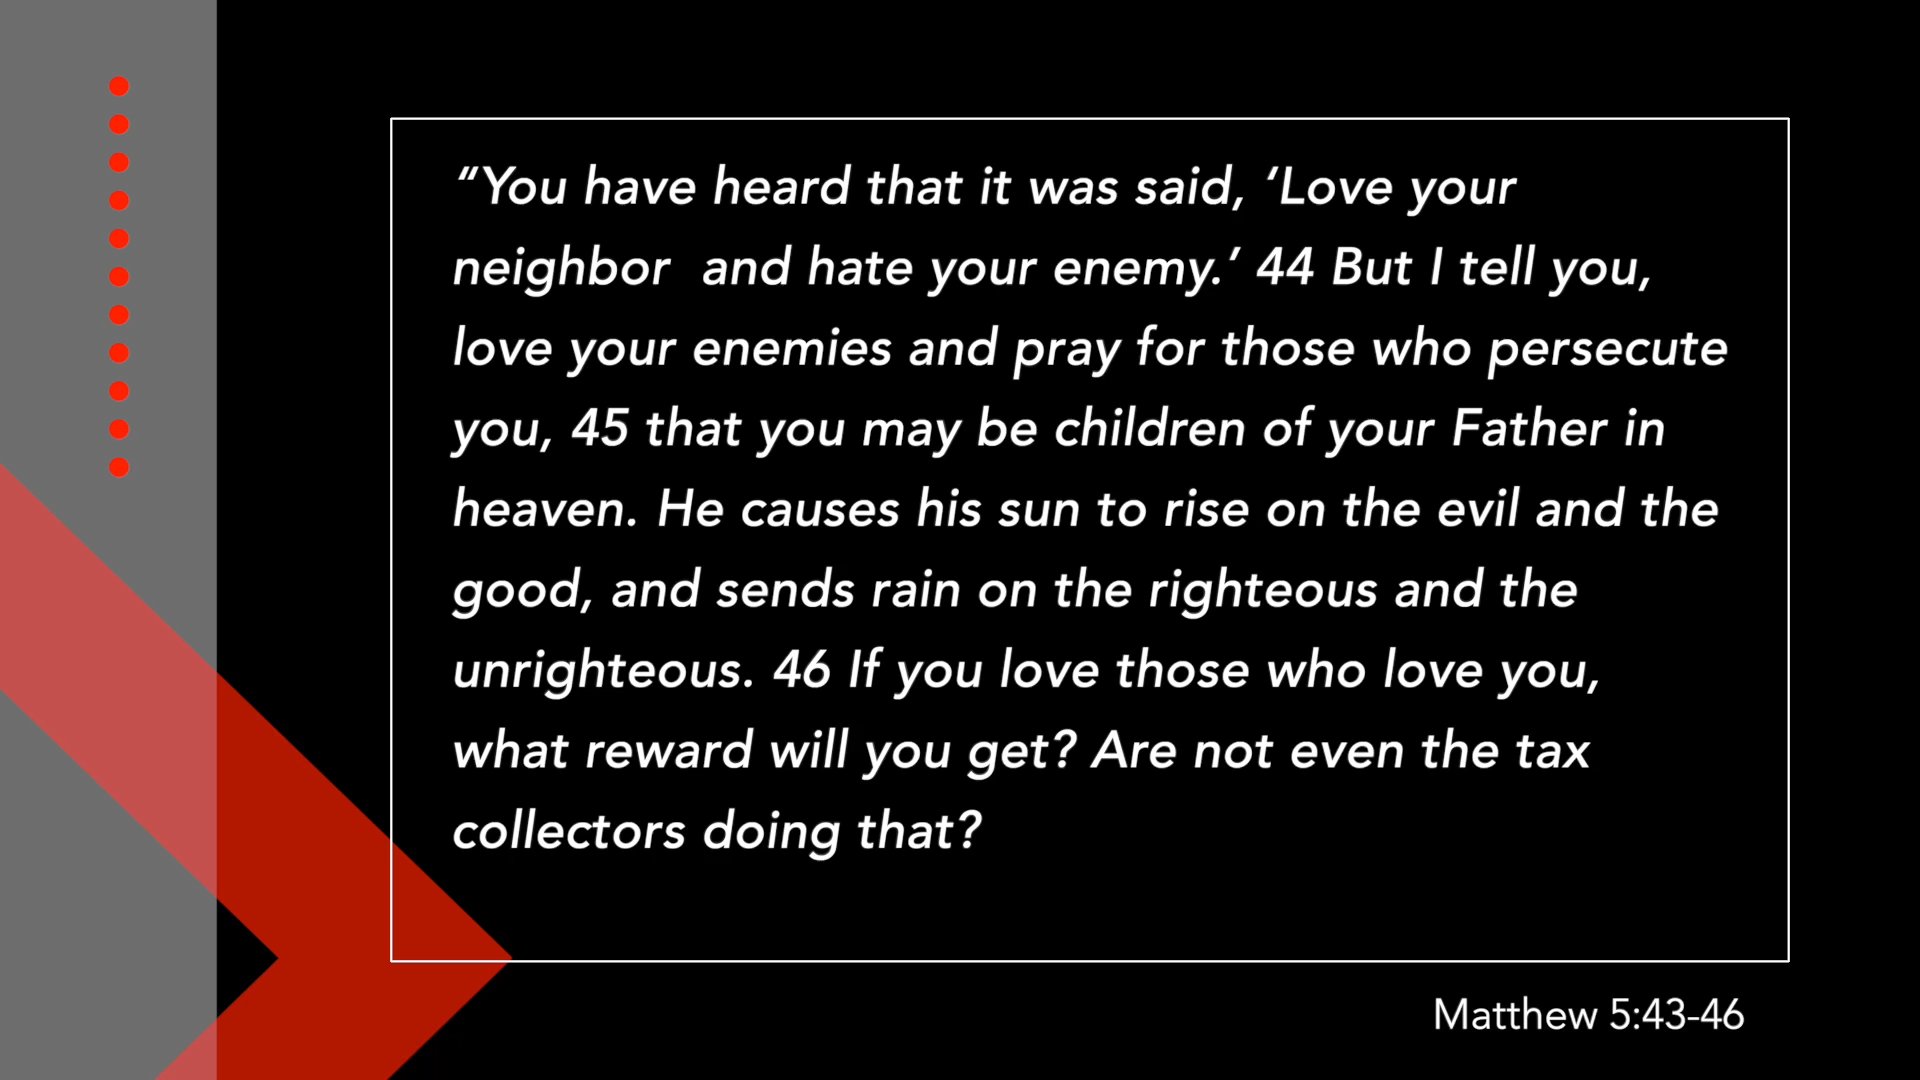 “You have heard that it was said, ‘Love your
neighbor  and hate your enemy.’ 44 But I tell you,
love your enemies and pray for those who persecute
you, 45 that you may be children of your Father in
heaven. He causes his sun to rise on the evil and the
good, and sends rain on the righteous and the
unrighteous. 46 If you love those who love you,
what reward will you get? Are not even the tax
collectors doing that?
Matthew 5:43-46